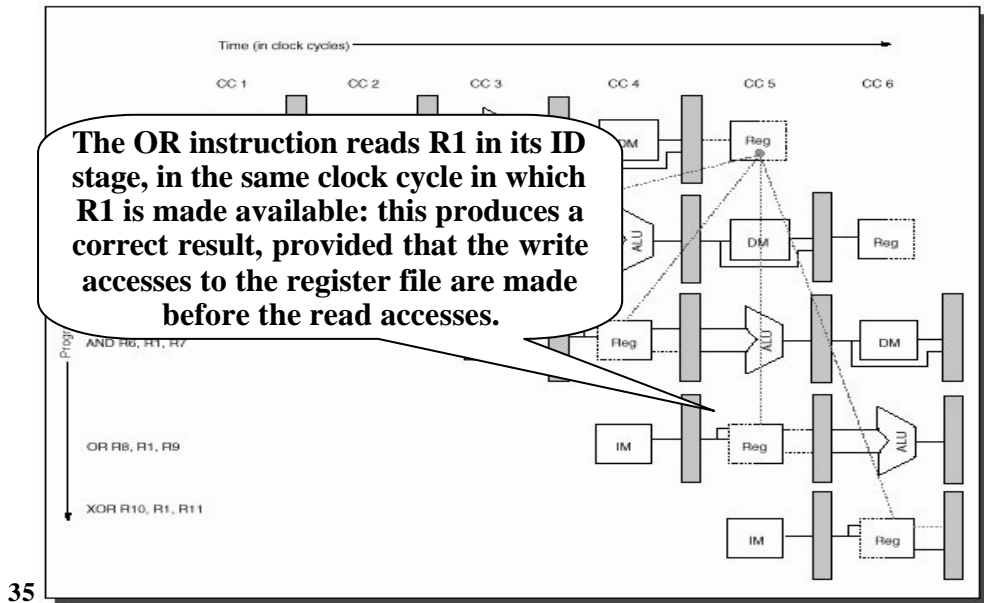 Time (in clock cycles)
CC 1 CC 2 CC 3 CC 4 CC 5 CC 6
The OR instruction reads R1 in its ID
stage, in the same clock cycle in which
R1 is made available: this produces a
correct result, provided that the write
accesses to the register file are made
before the read accesses.
DM Reg
ALU DM Reg
Progr
AND R6, R1, R7 Reg ALU DM
OR R8, R1, R9 IM Reg ALU
XOR R10, R1, R11 IM Reg
35